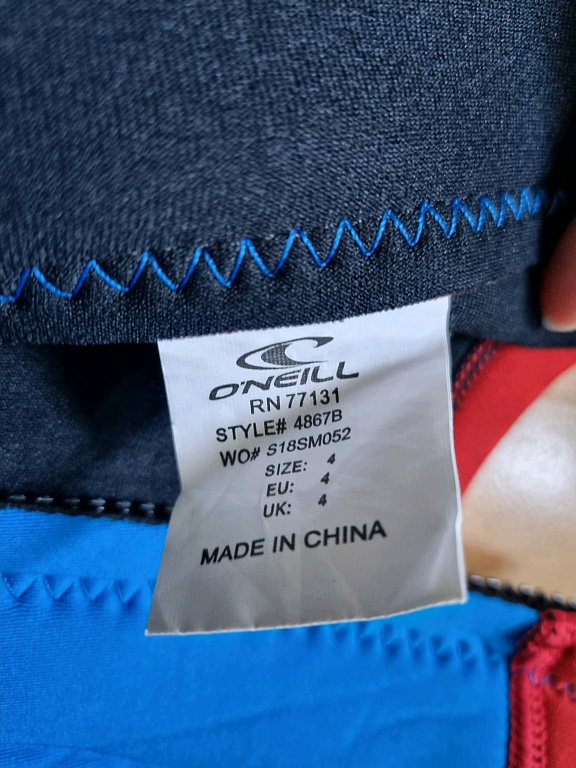 O'NEILL
RN 77131
STYLE# 4867B
WO# S18SM052
SIZE: 4
EU: 4
UK: 4
MADE IN CHINA